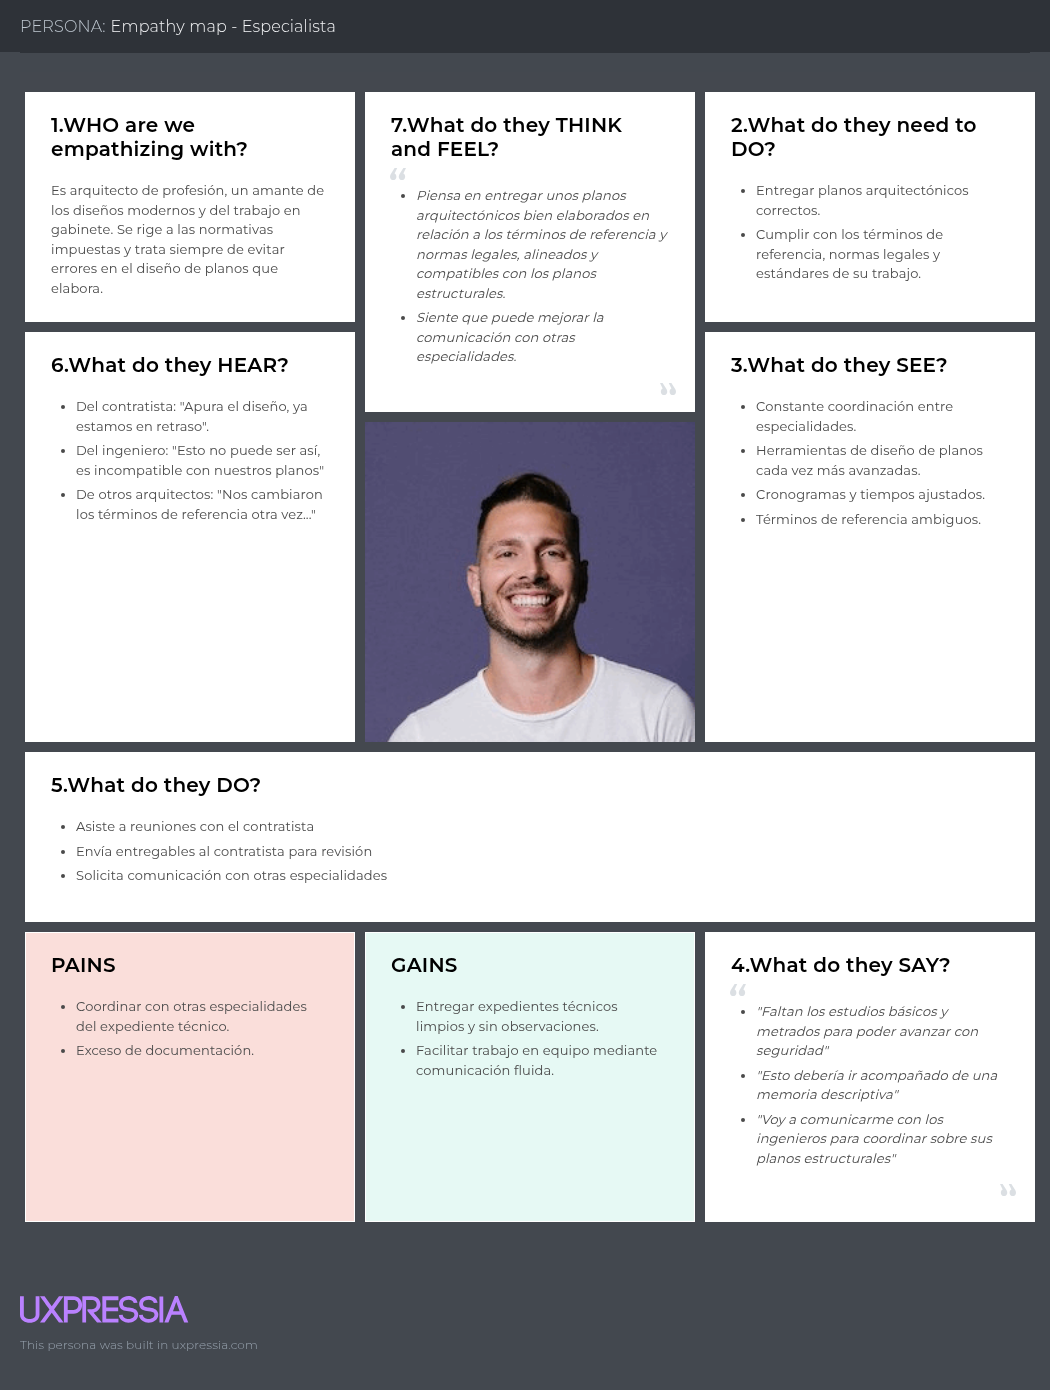 PERSONA: Empathy map - Especialista
1.WHO are we
empathizing with?
Es arquitecto de profesión, un amante de
los diseños modernos y del trabajo en
gabinete. Se rige a las normativas
impuestas y trata siempre de evitar
errores en el diseño de planos que
elabora.
7.What do they THINK
and FEEL?
“
• Piensa en entregar unos planos
arquitectónicos bien elaborados en
relación a los términos de referencia y
normas legales, alineados y
compatibles con los planos
estructurales.
• Siente que puede mejorar la
comunicación con otras
especialidades.
”
2.What do they need to
DO?
• Entregar planos arquitectónicos
correctos.
• Cumplir con los términos de
referencia, normas legales y
estándares de su trabajo.
6.What do they HEAR?
• Del contratista: "Apura el diseño, ya
estamos en retraso".
• Del ingeniero: "Esto no puede ser así,
es incompatible con nuestros planos"
• De otros arquitectos: "Nos cambiaron
los términos de referencia otra vez..."
3.What do they SEE?
• Constante coordinación entre
especialidades.
• Herramientas de diseño de planos
cada vez más avanzadas.
• Cronogramas y tiempos ajustados.
• Términos de referencia ambiguos.
5.What do they DO?
• Asiste a reuniones con el contratista
• Envía entregables al contratista para revisión
• Solicita comunicación con otras especialidades
PAINS
• Coordinar con otras especialidades
del expediente técnico.
• Exceso de documentación.
GAINS
• Entregar expedientes técnicos
limpios y sin observaciones.
• Facilitar trabajo en equipo mediante
comunicación fluida.
4.What do they SAY?
“
• "Faltan los estudios básicos y
metrados para poder avanzar con
seguridad"
• "Esto debería ir acompañado de una
memoria descriptiva"
• "Voy a comunicarme con los
ingenieros para coordinar sobre sus
planos estructurales"
”
UXPRESSIA
This persona was built in uxpressia.com